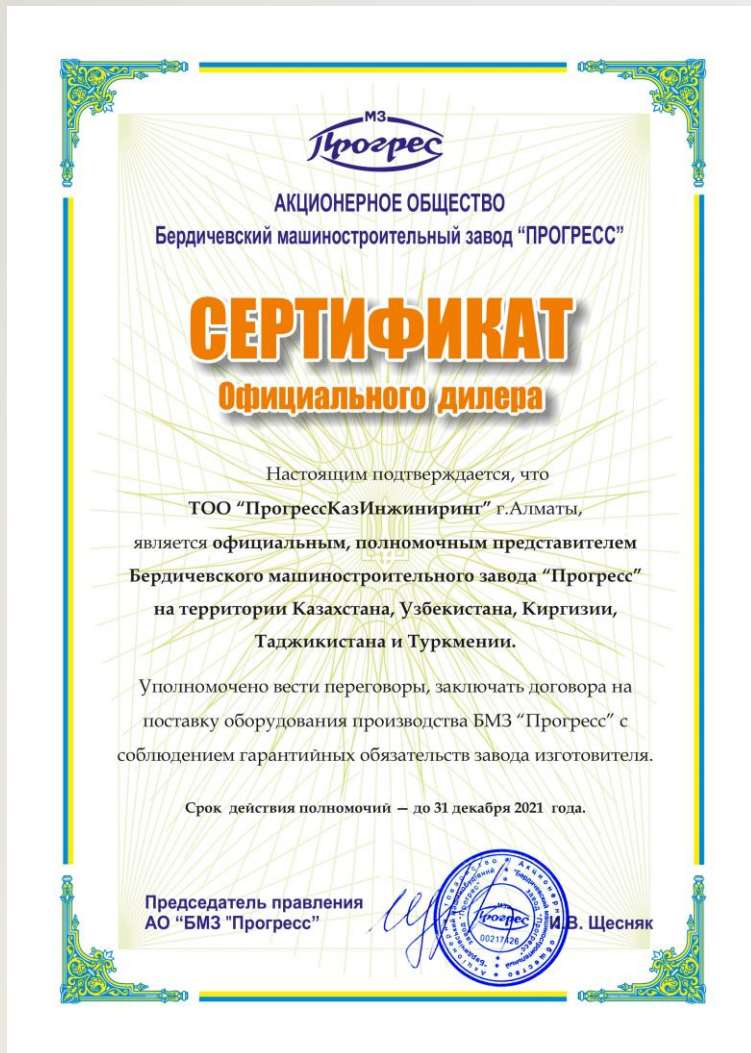 МЗ
Прогрес
АКЦИОНЕРНОЕ ОБЩЕСТВО
Бердичевский машиностроительный завод “ПРОГРЕСС”
СЕРТИФИКАТ
Официального дилера
Настоящим подтверждается, что
ТОО “ПрогрессКазИнжиниринг” г.Алматы,
является официальным, полномочным представителем
Бердичевского машиностроительного завода “Прогресс”
на территории Казахстана, Узбекистана, Киргизии,
Таджикистана и Туркмении.
Уполномочено вести переговоры, заключать договора на
поставку оборудования производства БМЗ “Прогресс” с
соблюдением гарантийных обязательств завода изготовителя.
Срок действия полномочий — до 31 декабря 2021 года.
Председатель правления
АО “БМЗ "Прогресс” И.В. Щесняк
Прогрес
00217426